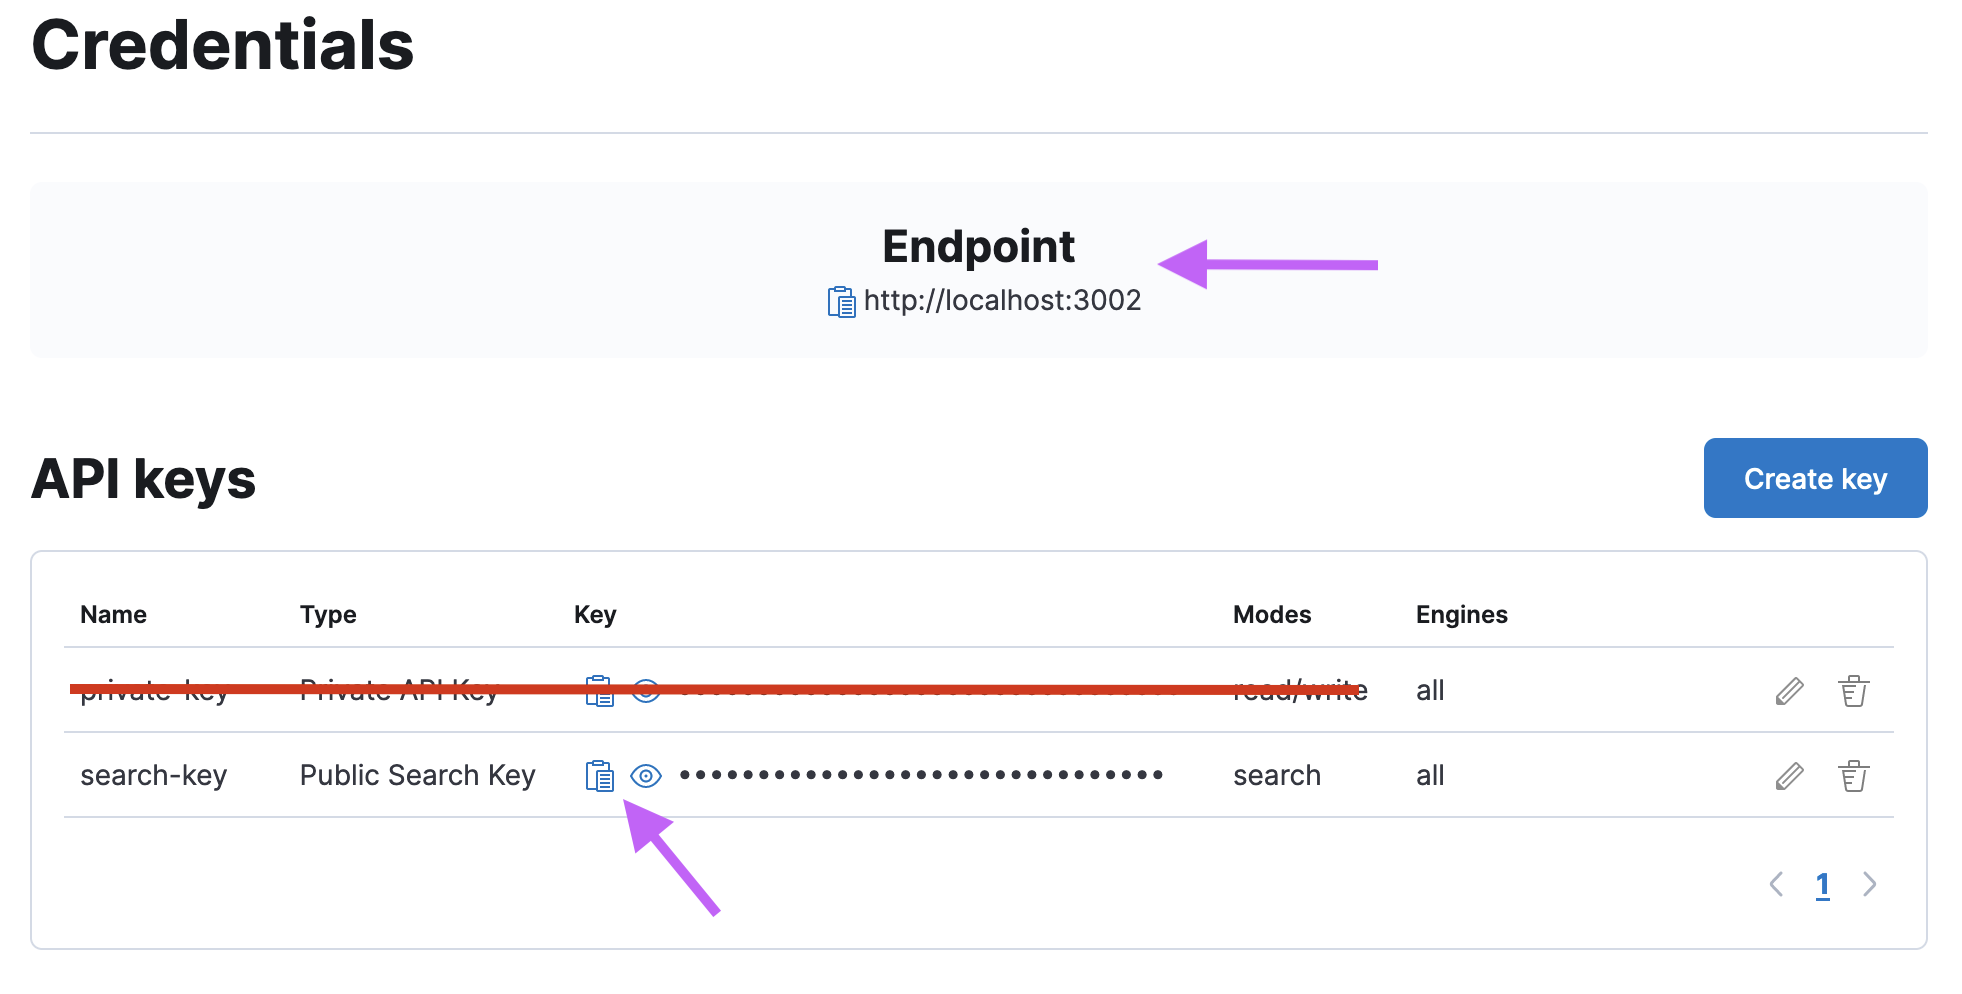 Credentials
Endpoint
http://localhost:3002
API keys
Create key
Name Type Key Modes Engines
private-key Private API Key •••••••••••••••••••••••••••••• read/write all
search-key Public Search Key ••••••••••••••••••••••••••••••• search all
1